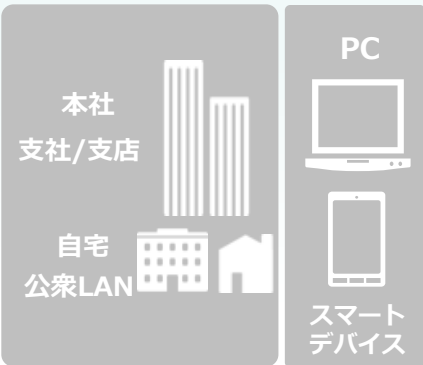 本社
支社/支店
自宅
公衆LAN
PC
スマート
デバイス